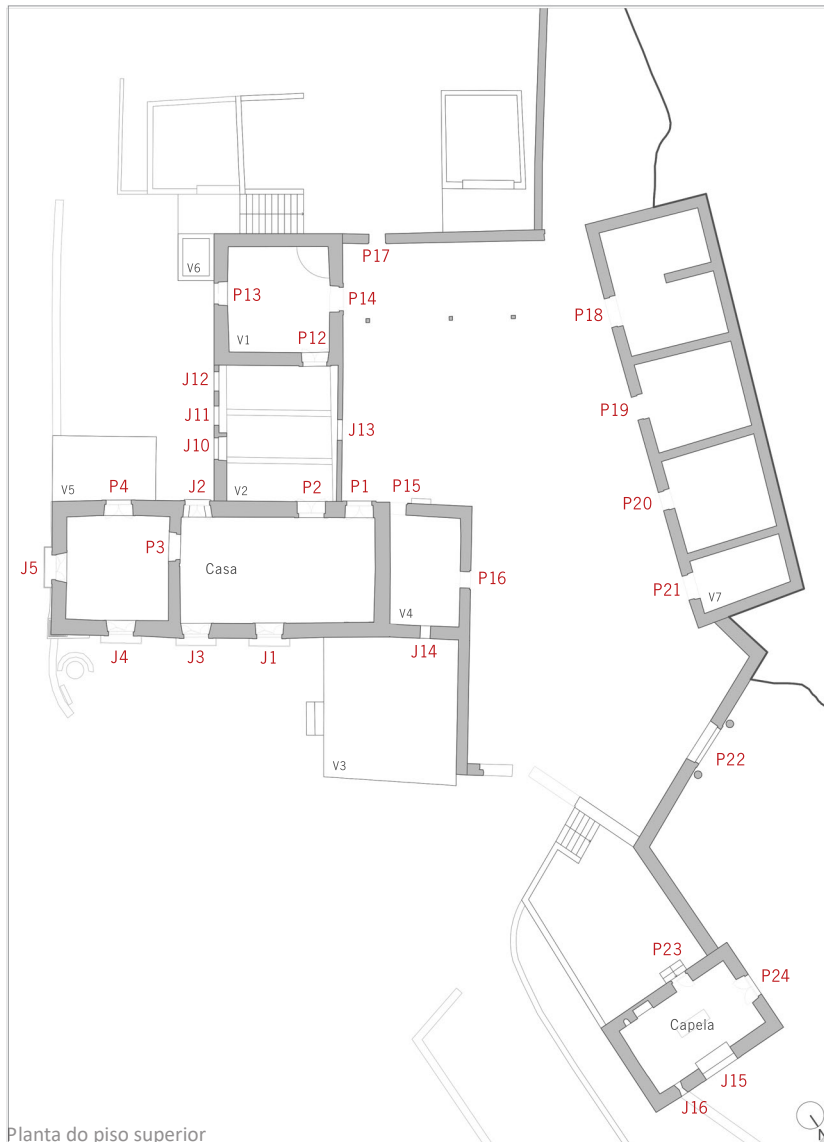 V6
P17
P13
P14
P18
P12
V1
J12
P19
J11
J13
J10
P4
J2
V5
V2
P2
P1
P15
P20
P3
J5
Casa
P16
P21
V7
V4
J4
J3
J1
J14
V3
P22
P23
P24
Capela
J15
J16
Planta do piso superior
N